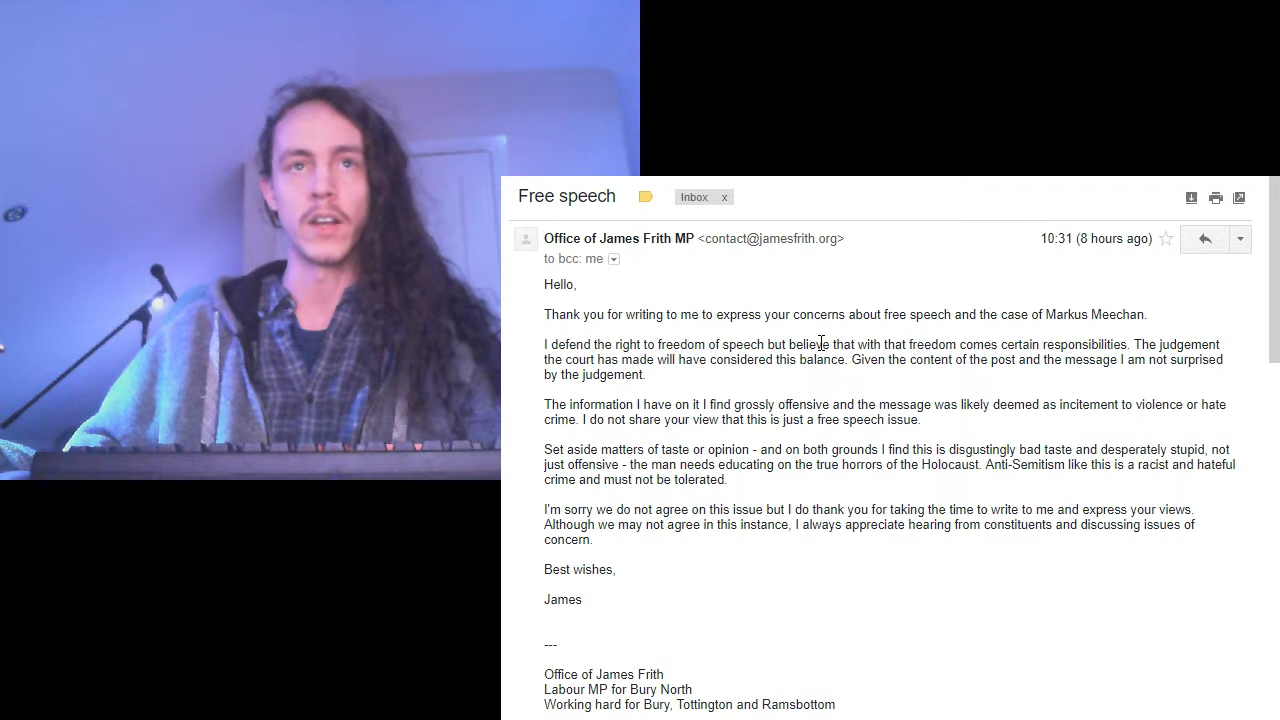 Free speech
Inbox x
Office of James Frith MP <contact@jamesfrith.org>
10:31 (8 hours ago)
to bcc: me
Hello,
Thank you for writing to me to express your concerns about free speech and the case of Markus Meechan.
I defend the right to freedom of speech but believe that with that freedom comes certain responsibilities. The judgement
the court has made will have considered this balance. Given the content of the post and the message I am not surprised
by the judgement.
The information I have on it I find grossly offensive and the message was likely deemed as incitement to violence or hate
crime. I do not share your view that this is just a free speech issue.
Set aside matters of taste or opinion - and on both grounds I find this is disgustingly bad taste and desperately stupid, not
just offensive - the man needs educating on the true horrors of the Holocaust. Anti-Semitism like this is a racist and hateful
crime and must not be tolerated.
I'm sorry we do not agree on this issue but I do thank you for taking the time to write to me and express your views.
Although we may not agree in this instance, I always appreciate hearing from constituents and discussing issues of
concern.
Best wishes,
James
---
Office of James Frith
Labour MP for Bury North
Working hard for Bury, Tottington and Ramsbottom